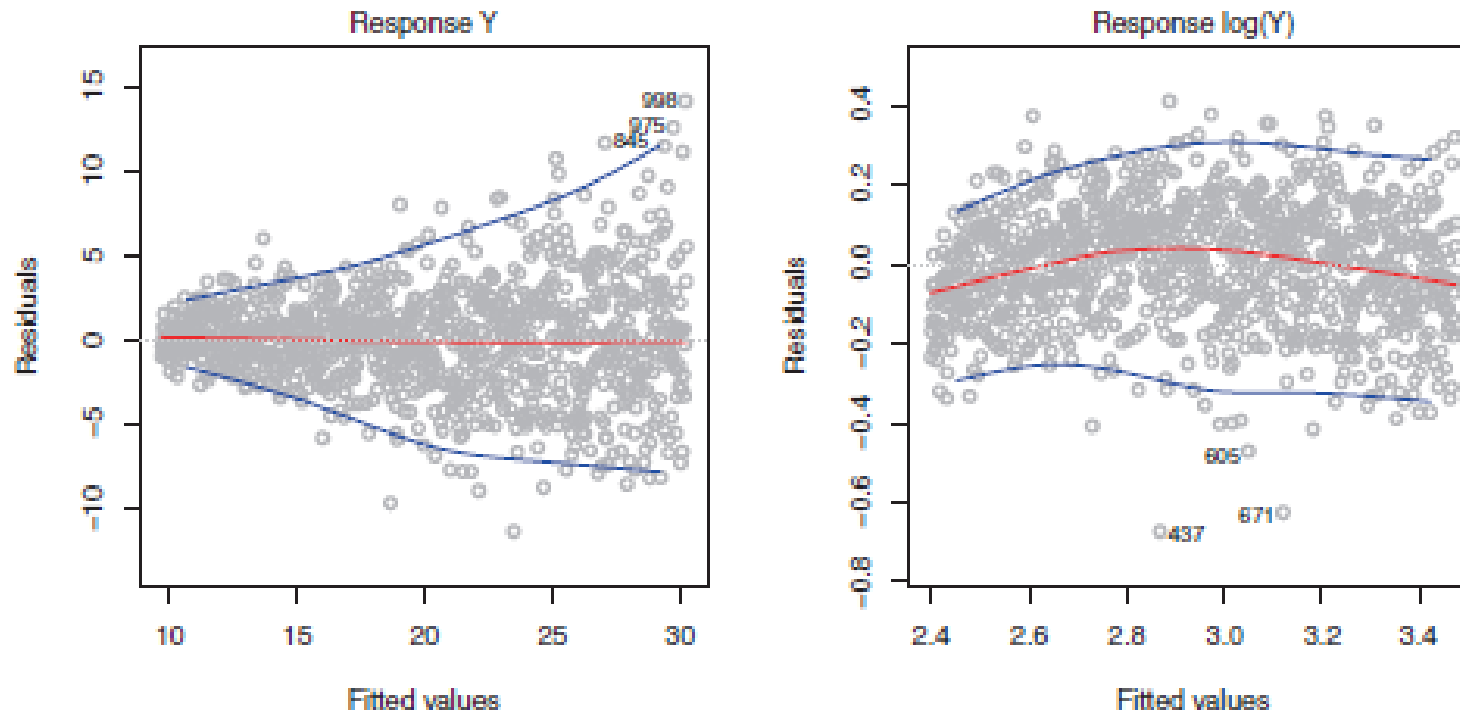 Response Y
Residuals
15
10
5
0
−5
−10
998
975
845
10 15 20 25 30
Fitted values
Response log(Y)
Residuals
0.4
0.2
0.0
−0.2
−0.4
−0.6
−0.8
605
671
437
2.4 2.6 2.8 3.0 3.2 3.4
Fitted values